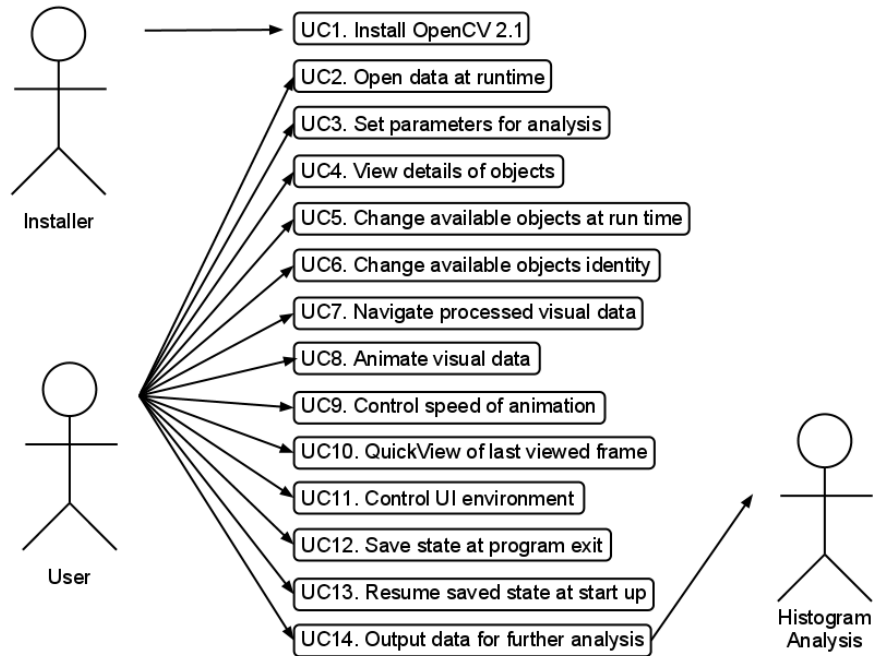 UC1. Install OpenCV 2.1
UC2. Open data at runtime
UC3. Set parameters for analysis
UC4. View details of objects
Installer
UC5. Change available objects at run time
UC6. Change available objects identity
UC7. Navigate processed visual data
UC8. Animate visual data
UC9. Control speed of animation
UC10. QuickView of last viewed frame
UC11. Control UI environment
UC12. Save state at program exit
User
UC13. Resume saved state at start up
UC14. Output data for further analysis
Histogram
Analysis